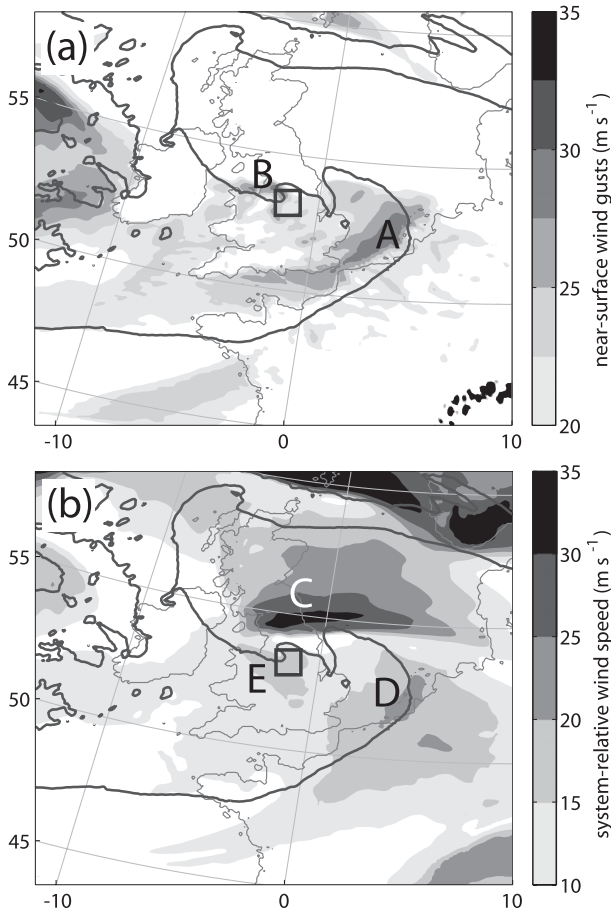 (a)
B
A
55
50
45
-10
0
10
35
30
25
20
near-surface wind gusts (m s⁻¹)
(b)
C
E
D
55
50
45
-10
0
10
35
30
25
20
15
10
system-relative wind speed (m s⁻¹)